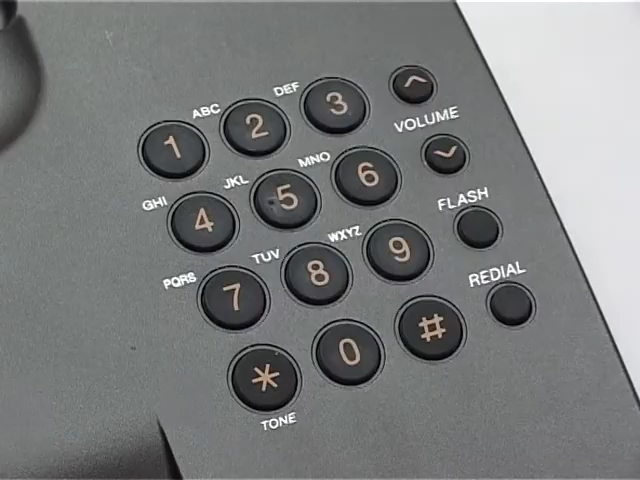 ABC DEF
1 2 3
VOLUME
GHI JKL MNO
4 5 6
FLASH
PQRS TUV WXYZ
7 8 9
REDIAL
* 0 #
TONE